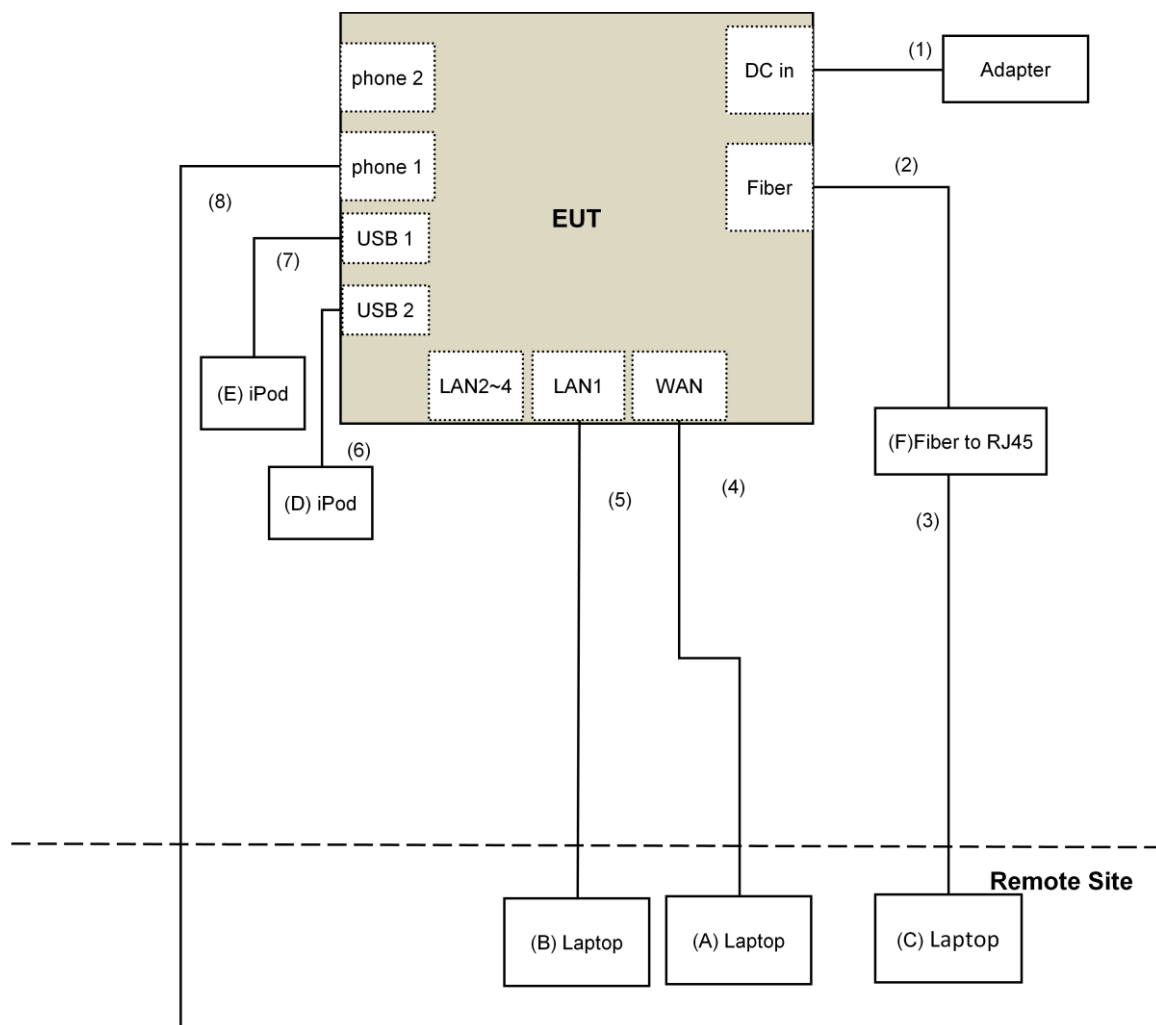 phone 2
DC in
(1)
Adapter
phone 1
Fiber
(2)
(8)
EUT
USB 1
(7)
USB 2
(E) iPod
LAN2~4
LAN1
WAN
(F)Fiber to RJ45
(6)
(D) iPod
(5)
(4)
(3)
Remote Site
(B) Laptop
(A) Laptop
(C) Laptop